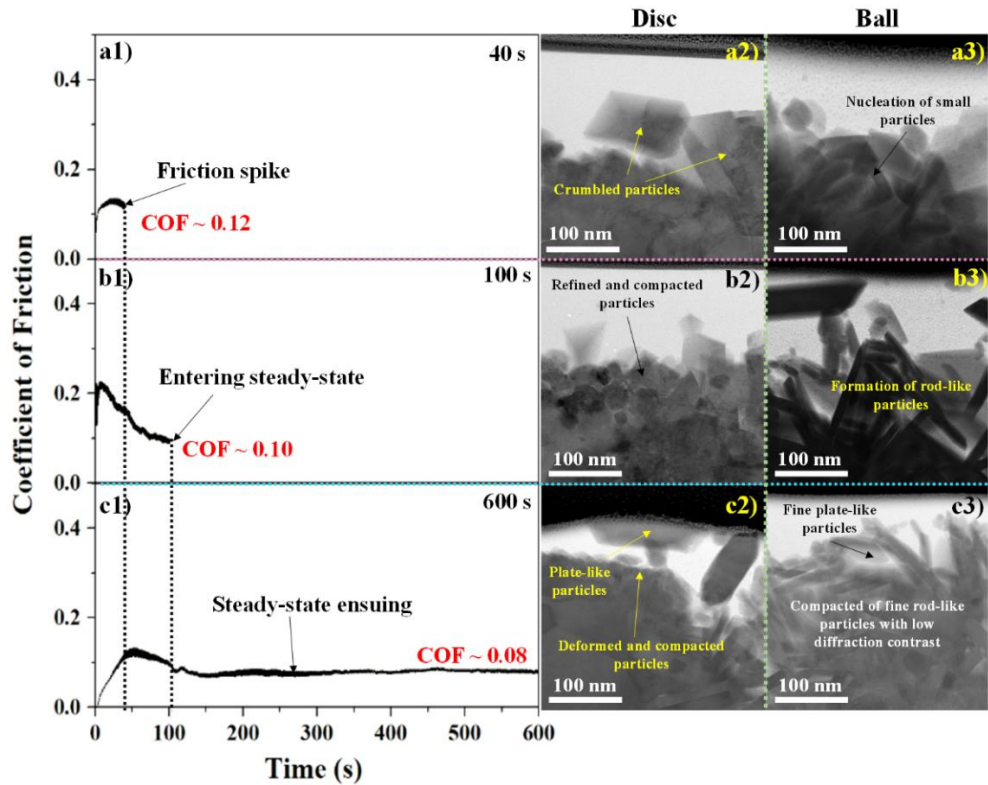 Disc
Ball
a1)
40 s
0.4
0.2
0.0
Friction spike
COF ~ 0.12
a2)
Crumbled particles
100 nm
a3)
Nucleation of small
particles
100 nm
b1)
100 s
0.4
0.2
0.0
Entering steady-state
COF ~ 0.10
b2)
Refined and compacted
particles
100 nm
b3)
Formation of rod-like
particles
100 nm
c1)
600 s
0.4
0.2
0.0
Steady-state ensuing
COF ~ 0.08
c2)
Plate-like
particles
Deformed and compacted
particles
100 nm
c3)
Fine plate-like
particles
Compacted of fine rod-like
particles with low
diffraction contrast
100 nm
Coefficient of Friction
0 100 200 300 400 500 600
Time (s)